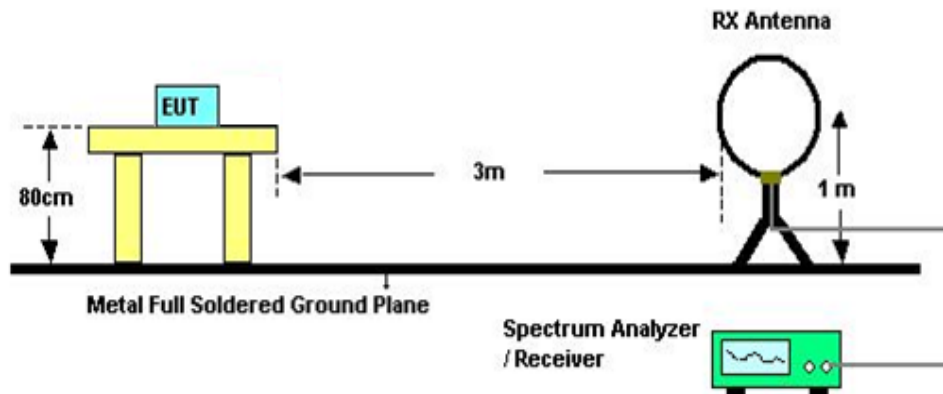 RX Antenna
EUT
3m
80cm
1 m
Metal Full Soldered Ground Plane
Spectrum Analyzer
/ Receiver